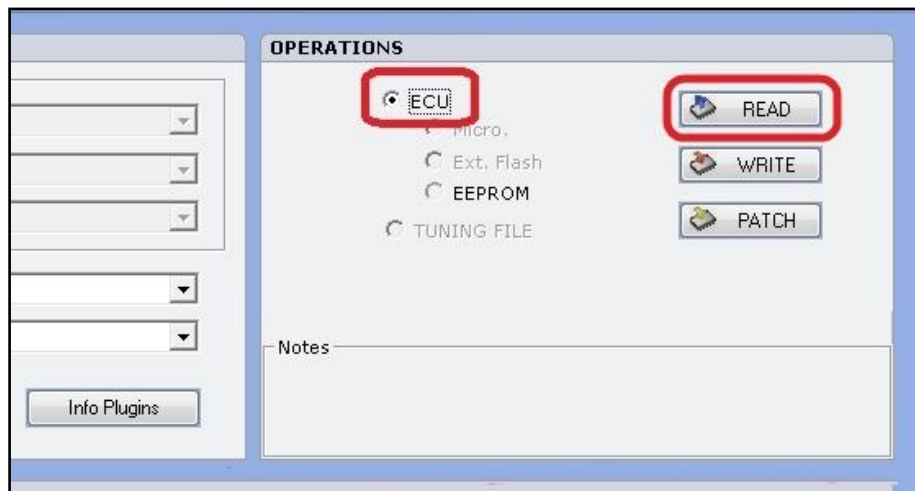 OPERATIONS
ECU
READ
Micro.
Ext. Flash
WRITE
EEPROM
TUNING FILE
PATCH
Notes
Info Plugins